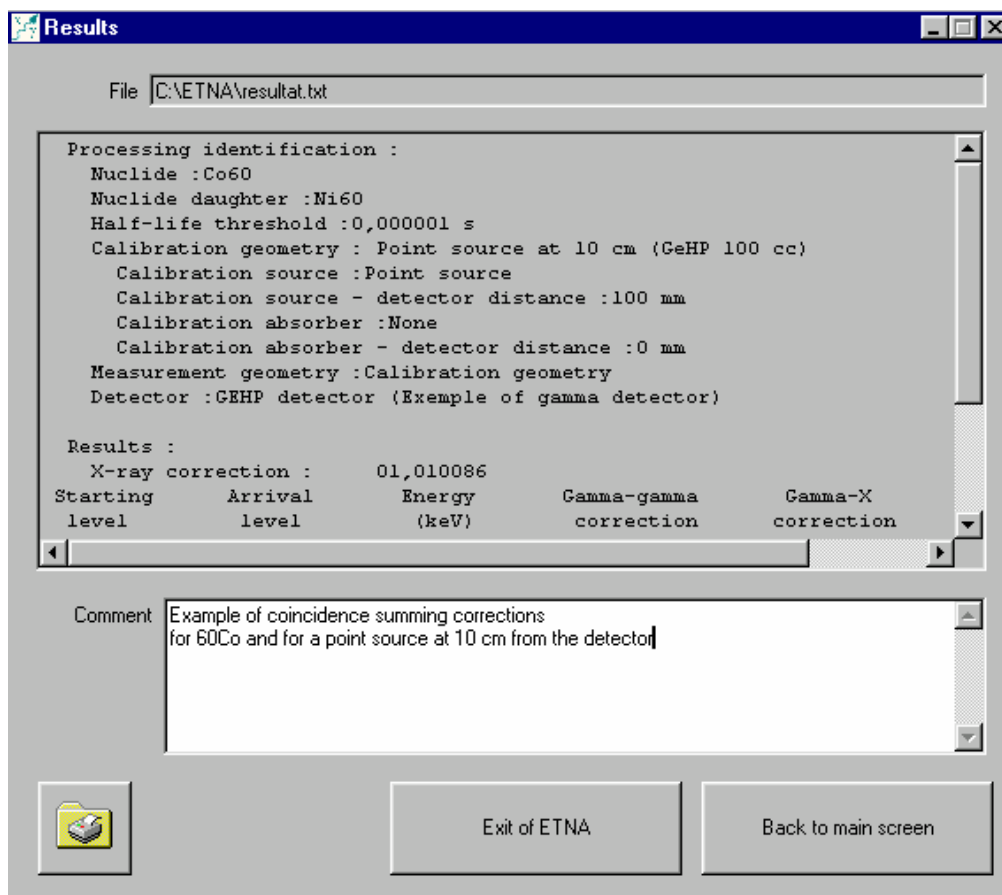 Results
File C:\ETNA\resultat.txt
Processing identification :
Nuclide :Co60
Nuclide daughter :Ni60
Half-life threshold :0,000001 s
Calibration geometry : Point source at 10 cm (GeHP 100 cc)
Calibration source :Point source
Calibration source - detector distance :100 mm
Calibration absorber :None
Calibration absorber - detector distance :0 mm
Measurement geometry :Calibration geometry
Detector :GEHP detector (Exemple of gamma detector)
Results :
X-ray correction : 01,010086
Starting Arrival Energy Gamma-gamma Gamma-X
level level (keV) correction correction
Comment Example of coincidence summing corrections
for 60Co and for a point source at 10 cm from the detector
Exit of ETNA Back to main screen